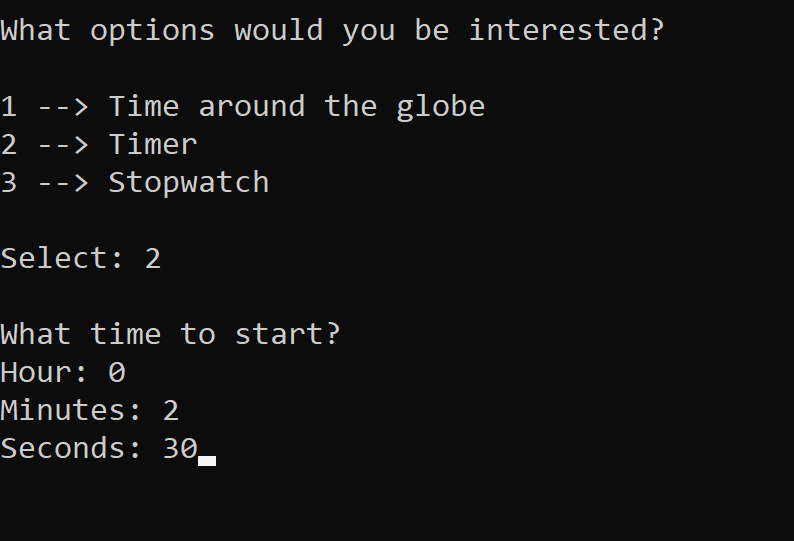 What options would you be interested?
1 --> Time around the globe
2 --> Timer
3 --> Stopwatch
Select: 2
What time to start?
Hour: 0
Minutes: 2
Seconds: 30